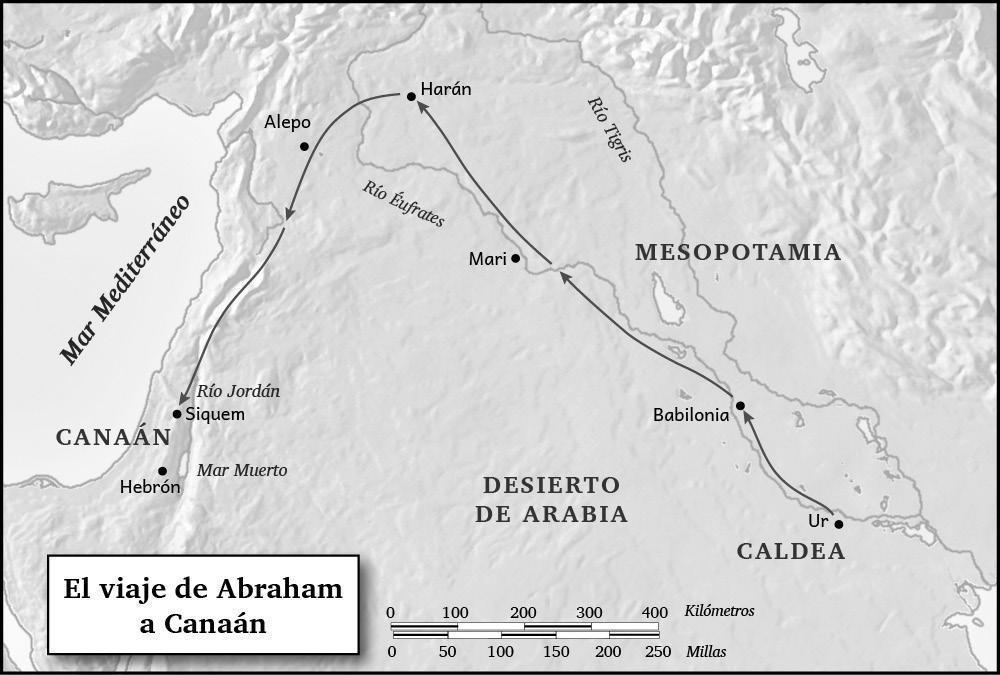 Harán
Alepo
Río Tigris
Río Éufrates
Mar Mediterráneo
MESOPOTAMIA
Mari
Río Jordán
Siquem
Babilonia
CANAÁN
Mar Muerto
Hebrón
DESIERTO
DE ARABIA
Ur
CALDEA
El viaje de Abraham
a Canaán
0 100 200 300 400 Kilómetros
0 50 100 150 200 250 Millas